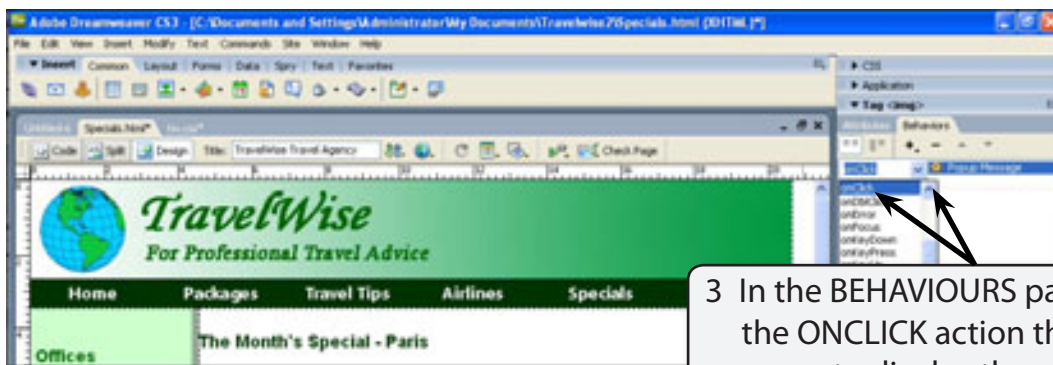 Adobe Dreamweaver CS3 - [C:\Documents and Settings\Administrator\My Documents\Travelwise2\Specials.html (XHTML)*]
File Edit View Insert Modify Text Commands Site Window Help
Insert Common Layout Forms Data Spry Text Favorites
CSS
Application
Tag <img>
Specials.html*
Attributes Behaviors
Code Split Design Title: TravelWise Travel Agency Check Page
onClick Popup Message
onClick
onDblClick
onError
onFocus
onKeyDown
onKeyPress
TravelWise
For Professional Travel Advice
Home Packages Travel Tips Airlines Specials
3 In the BEHAVIOURS pa
the ONCLICK action th
The Month's Special - Paris
Offices